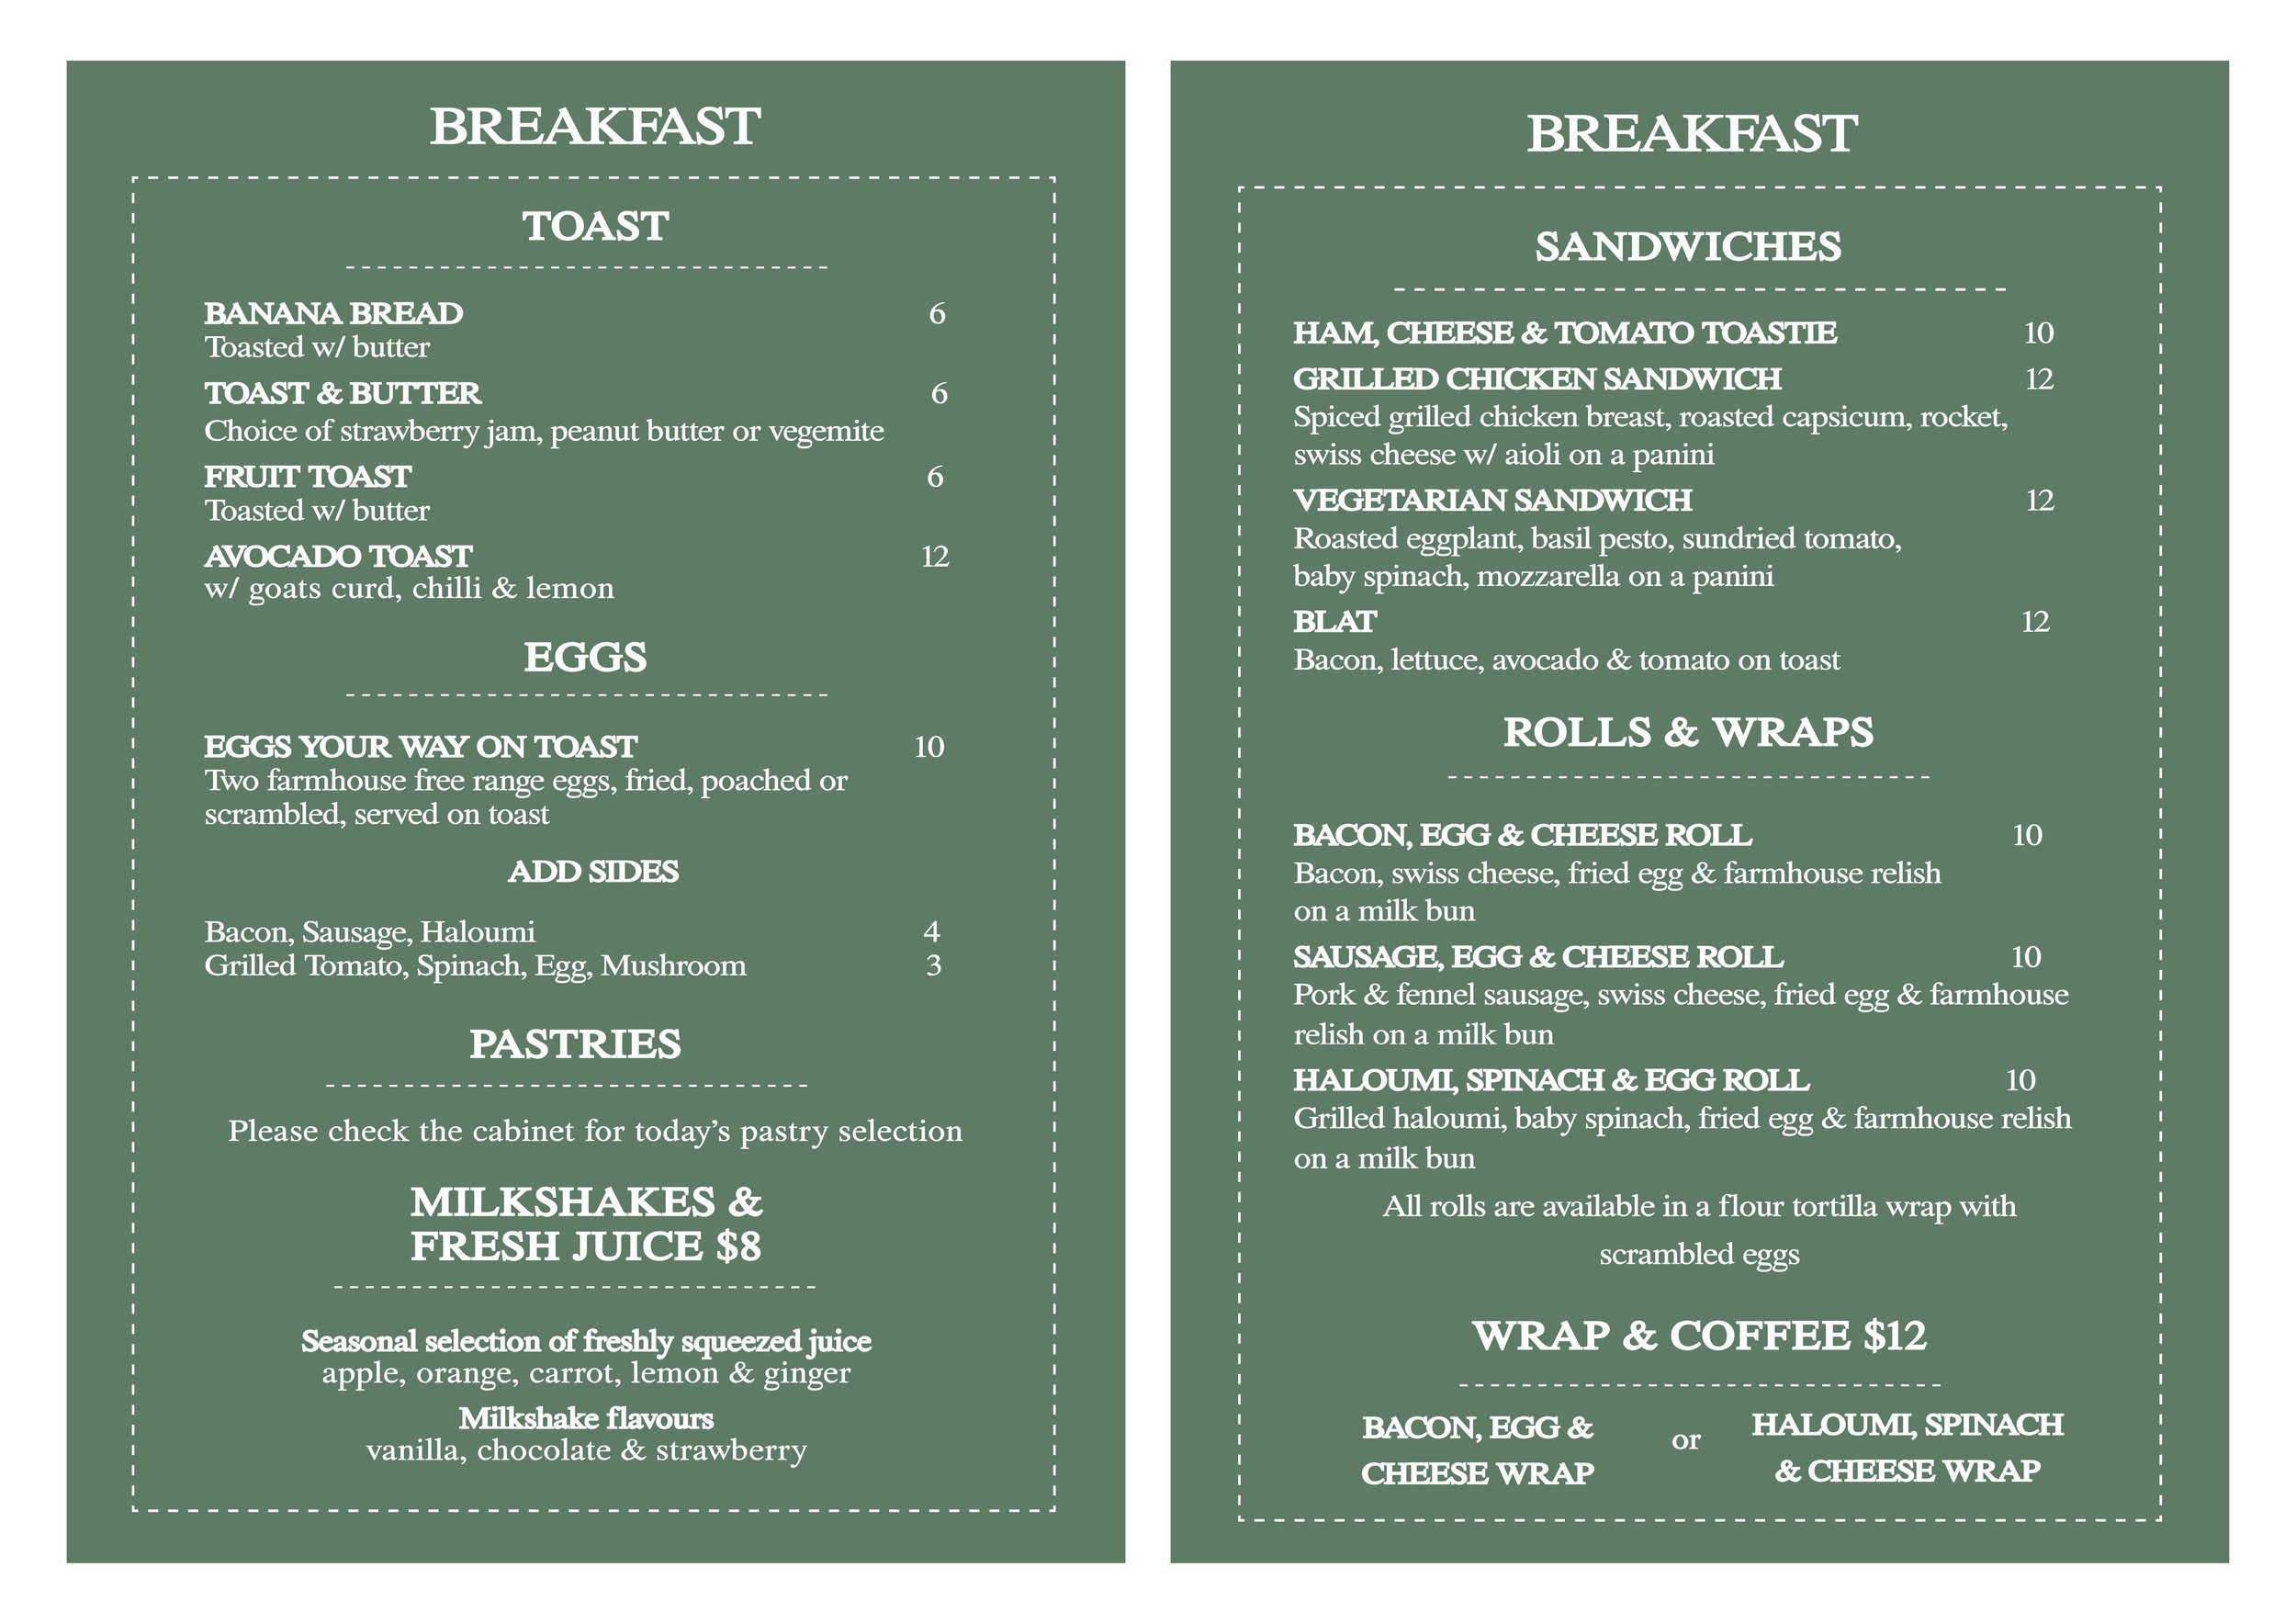 BREAKFAST
TOAST
BANANA BREAD 6
Toasted w/ butter
TOAST & BUTTER 6
Choice of strawberry jam, peanut butter or vegemite
FRUIT TOAST 6
Toasted w/ butter
AVOCADO TOAST 12
w/ goats curd, chilli & lemon
EGGS
EGGS YOUR WAY ON TOAST 10
Two farmhouse free range eggs, fried, poached or
scrambled, served on toast
ADD SIDES
Bacon, Sausage, Haloumi 4
Grilled Tomato, Spinach, Egg, Mushroom 3
PASTRIES
Please check the cabinet for today’s pastry selection
MILKSHAKES &
FRESH JUICE $8
Seasonal selection of freshly squeezed juice
apple, orange, carrot, lemon & ginger
Milkshake flavours
vanilla, chocolate & strawberry
BREAKFAST
SANDWICHES
HAM, CHEESE & TOMATO TOASTIE 10
GRILLED CHICKEN SANDWICH 12
Spiced grilled chicken breast, roasted capsicum, rocket,
swiss cheese w/ aioli on a panini
VEGETARIAN SANDWICH 12
Roasted eggplant, basil pesto, sundried tomato,
baby spinach, mozzarella on a panini
BLAT 12
Bacon, lettuce, avocado & tomato on toast
ROLLS & WRAPS
BACON, EGG & CHEESE ROLL 10
Bacon, swiss cheese, fried egg & farmhouse relish
on a milk bun
SAUSAGE, EGG & CHEESE ROLL 10
Pork & fennel sausage, swiss cheese, fried egg & farmhouse
relish on a milk bun
HALOUMI, SPINACH & EGG ROLL 10
Grilled haloumi, baby spinach, fried egg & farmhouse relish
on a milk bun
All rolls are available in a flour tortilla wrap with
scrambled eggs
WRAP & COFFEE $12
BACON, EGG &
CHEESE WRAP
or
HALOUMI, SPINACH
& CHEESE WRAP